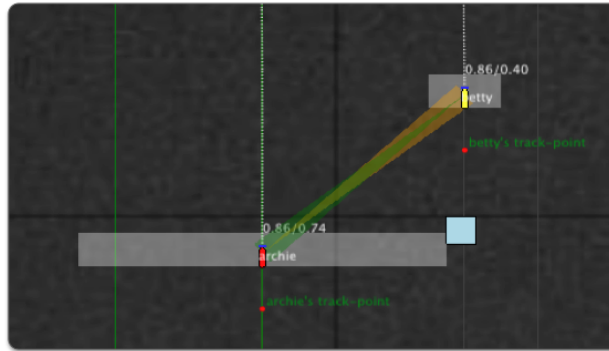 0.86/0.40
betty
betty's track-point
0.86/0.74
archie
archie's track-point